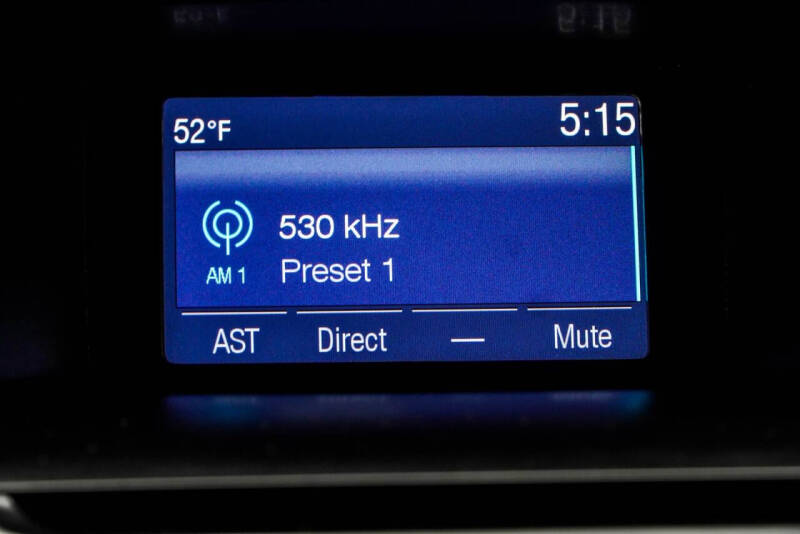 52°F 5:15
530 kHz
AM 1 Preset 1
AST Direct — Mute